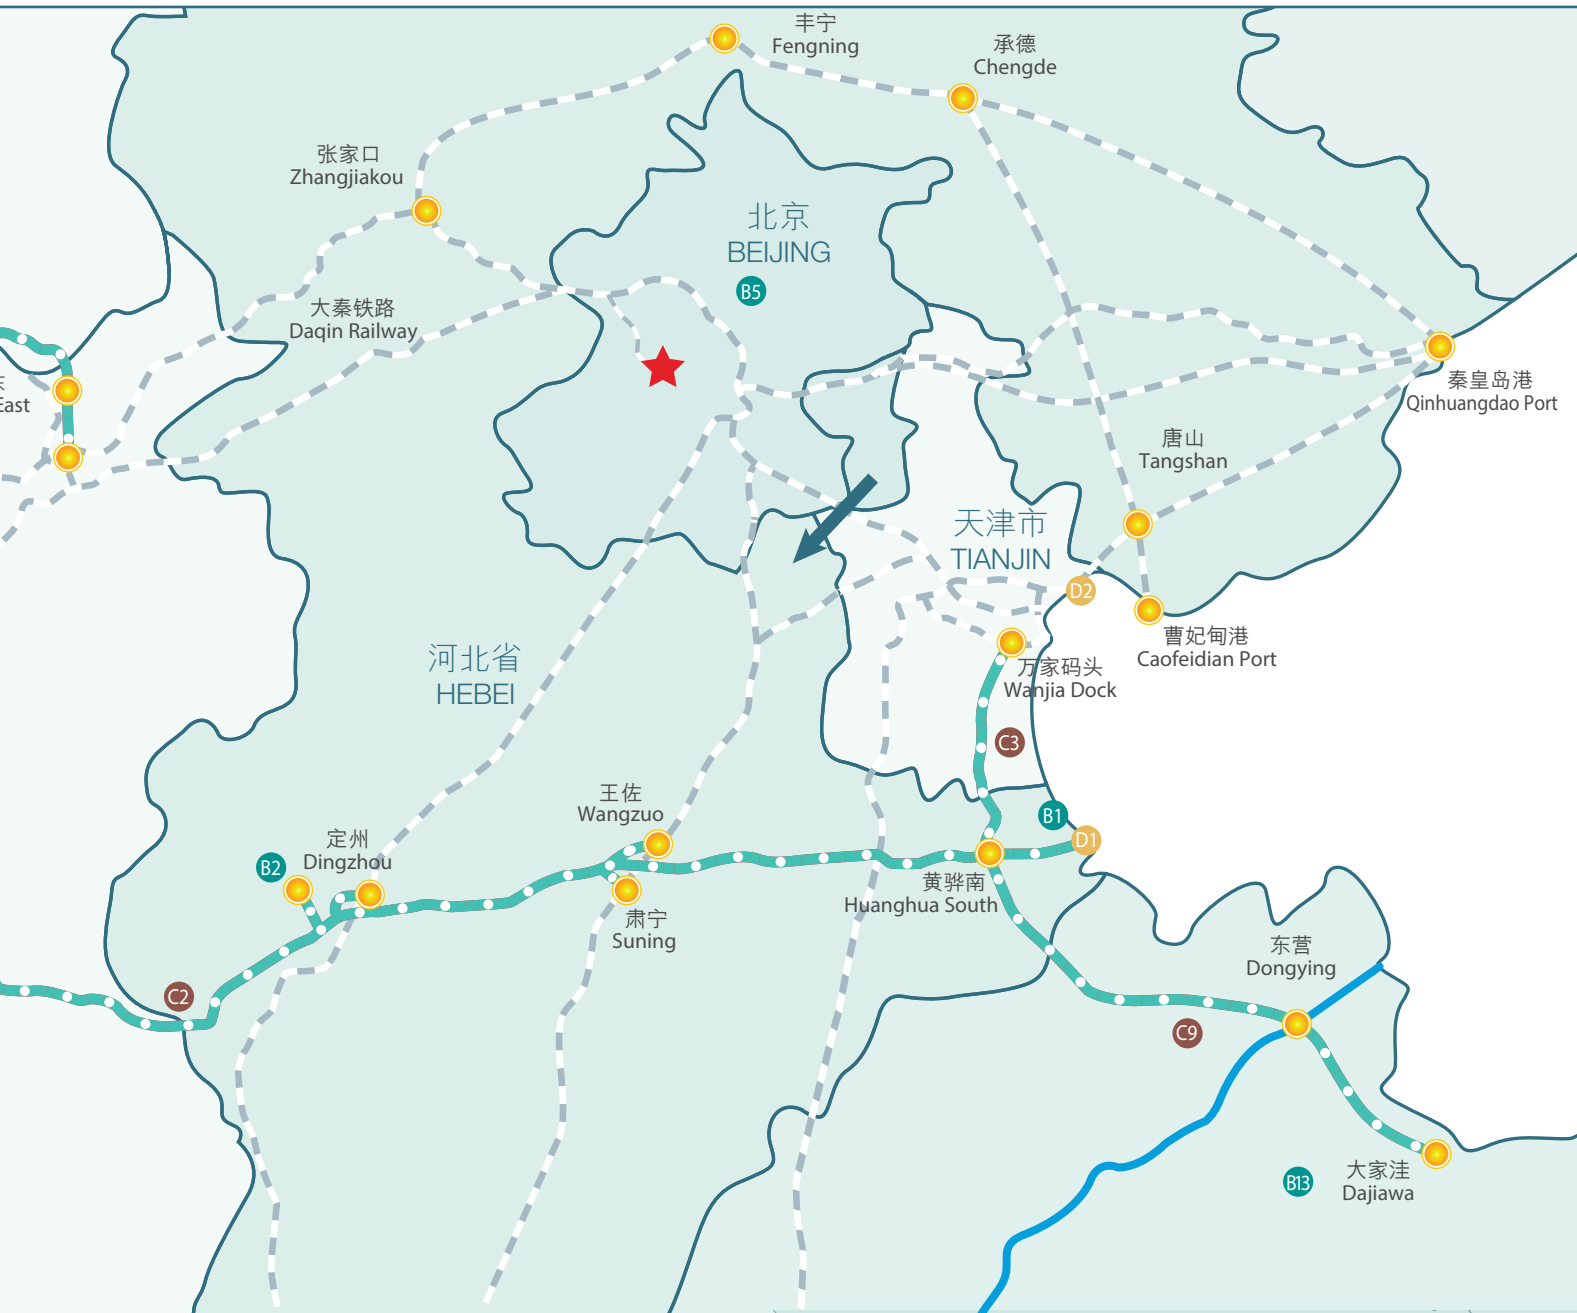 丰宁
Fengning
承德
Chengde
张家口
Zhangjiakou
北京
BEIJING
B5
大秦铁路
Daqin Railway
East
秦皇岛港
Qinhuangdao Port
唐山
Tangshan
天津市
TIANJIN
D2
曹妃甸港
Caofeidian Port
河北省
HEBEI
万家码头
Wanjia Dock
C3
王佐
Wangzuo
B1
D1
定州
Dingzhou
B2
黄骅南
Huanghua South
肃宁
Suning
东营
Dongying
C2
C9
大家洼
Dajiawa
B13